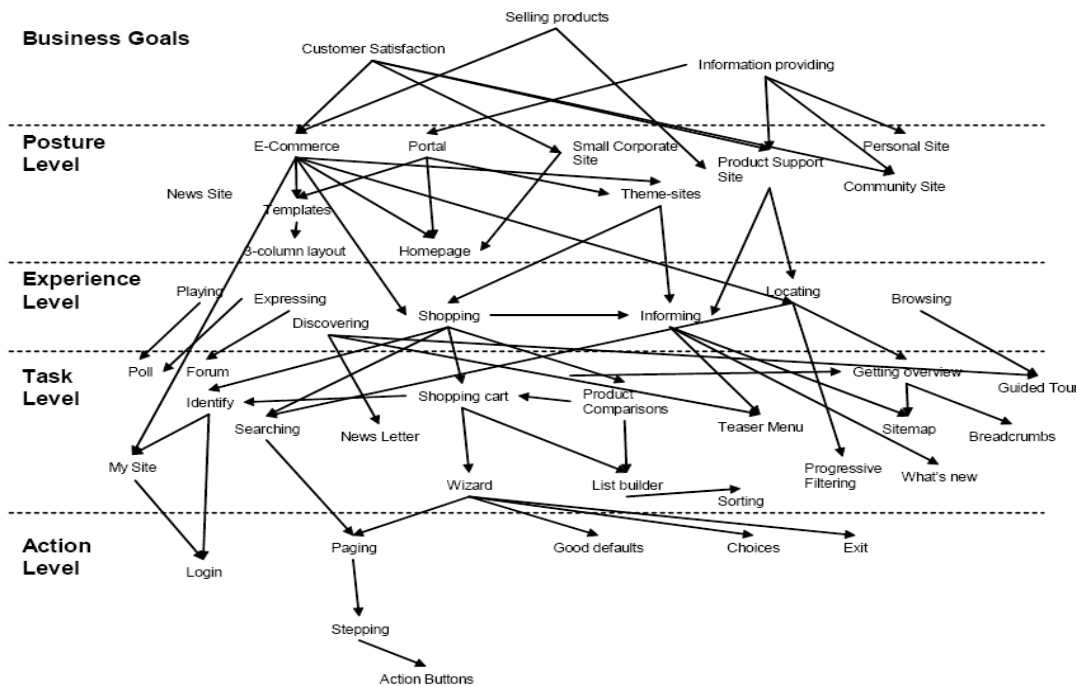 Selling products
Business Goals
Customer Satisfaction
Information providing
Posture
Level
E-Commerce
Portal
Small Corporate
Site
Product Support
Site
Personal Site
Community Site
News Site
Templates
Theme-sites
3-column layout
Homepage
Experience
Level
Playing
Expressing
Discovering
Shopping
Informing
Locating
Browsing
Task
Level
Poll
Forum
Identify
Searching
News Letter
Shopping cart
Product
Comparisons
Teaser Menu
Getting overview
Guided Tour
Sitemap
Breadcrumbs
My Site
Wizard
List builder
Sorting
Progressive
Filtering
What's new
Action
Level
Login
Paging
Good defaults
Choices
Exit
Stepping
Action Buttons